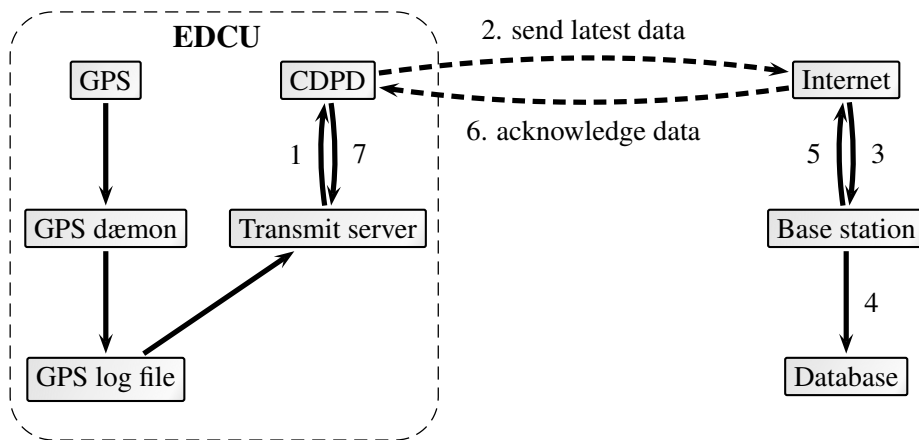 EDCU
2. send latest data
GPS
CDPD
Internet
6. acknowledge data
1
7
5
3
GPS dæmon
Transmit server
Base station
4
GPS log file
Database